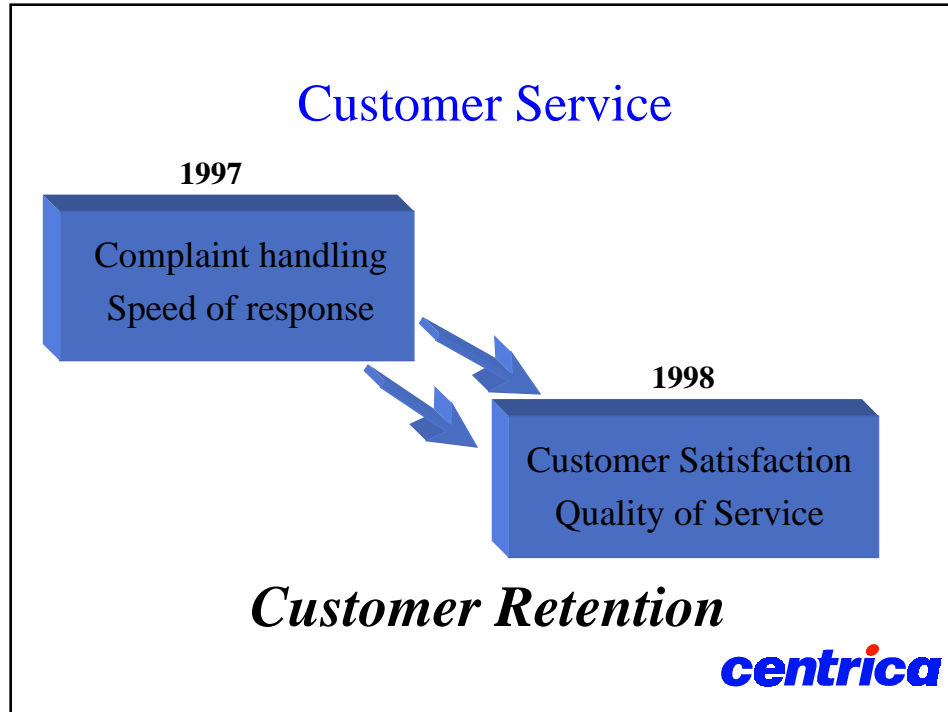 Customer Service
1997
Complaint handling
Speed of response
1998
Customer Satisfaction
Quality of Service
Customer Retention
centrica